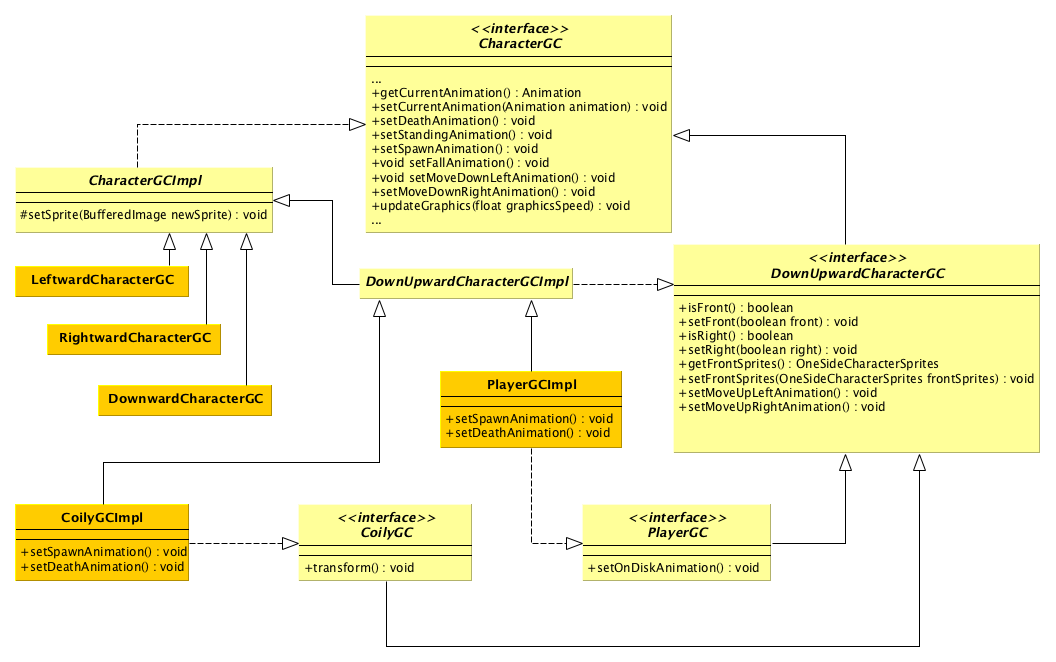 <<interface>>
CharacterGC
...
+getCurrentAnimation() : Animation
+setCurrentAnimation(Animation animation) : void
+setDeathAnimation() : void
+setStandingAnimation() : void
+setSpawnAnimation() : void
+void setFallAnimation() : void
+void setMoveDownLeftAnimation() : void
+setMoveDownRightAnimation() : void
+updateGraphics(float graphicsSpeed) : void
...
CharacterGCImpl
#setSprite(BufferedImage newSprite) : void
LeftwardCharacterGC
RightwardCharacterGC
DownwardCharacterGC
DownUpwardCharacterGCImpl
<<interface>>
DownUpwardCharacterGC
+isFront() : boolean
+setFront(boolean front) : void
+isRight() : boolean
+setRight(boolean right) : void
+getFrontSprites() : OneSideCharacterSprites
+setFrontSprites(OneSideCharacterSprites frontSprites) : void
+setMoveUpLeftAnimation() : void
+setMoveUpRightAnimation() : void
PlayerGCImpl
+setSpawnAnimation() : void
+setDeathAnimation() : void
CoilyGCImpl
+setSpawnAnimation() : void
+setDeathAnimation() : void
<<interface>>
CoilyGC
+transform() : void
<<interface>>
PlayerGC
+setOnDiskAnimation() : void